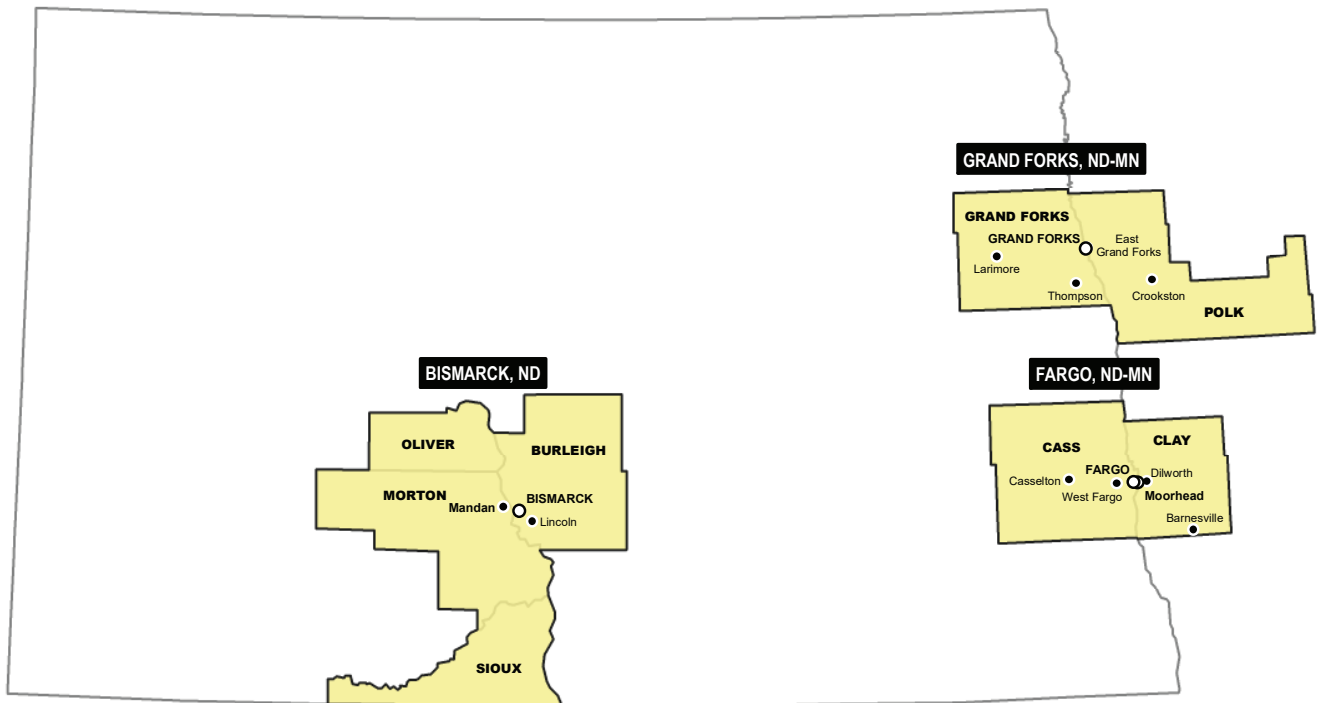 GRAND FORKS, ND-MN
GRAND FORKS
GRAND FORKS
East
Grand Forks
Larimore
Thompson
Crookston
POLK
BISMARCK, ND
OLIVER
BURLEIGH
MORTON
Mandan
BISMARCK
Lincoln
SIOUX
FARGO, ND-MN
CASS
CLAY
Casselton
FARGO
West Fargo
Dilworth
Moorhead
Barnesville